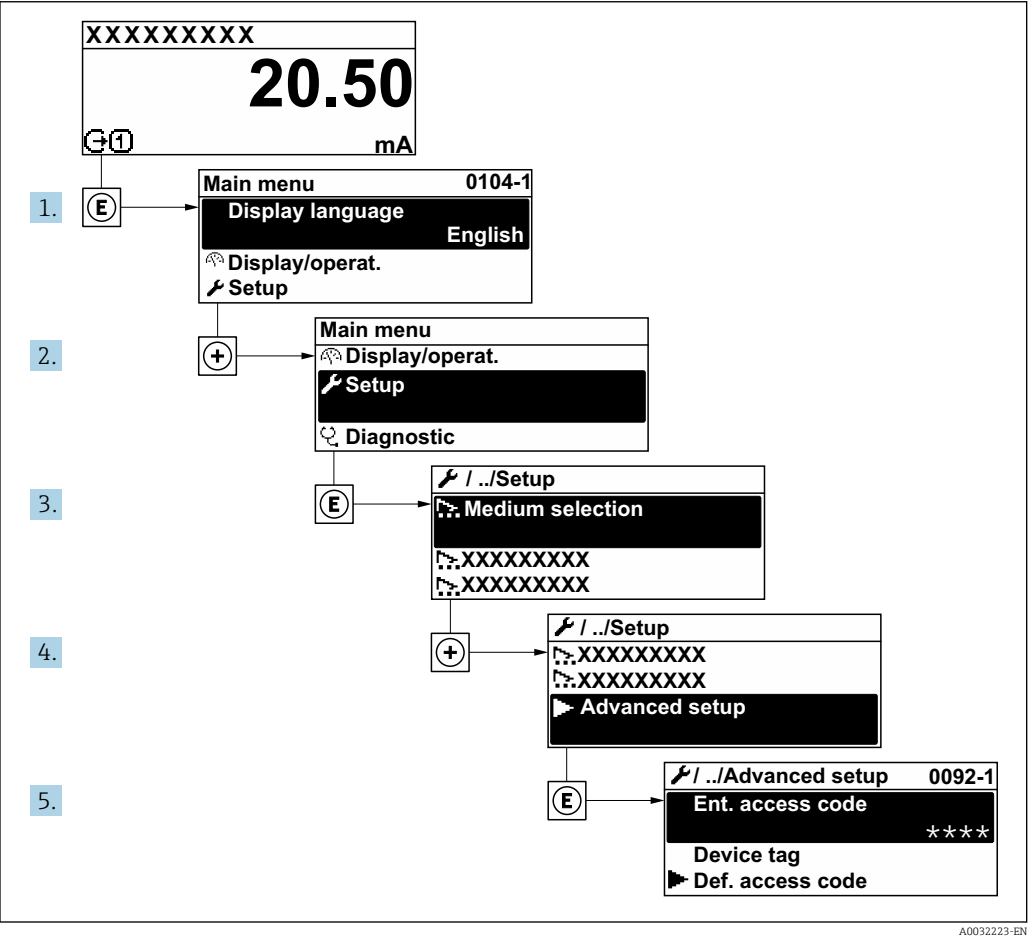 XXXXXXXXX
20.50
1 mA
1. E Main menu 0104-1
Display language
English
Display/operat.
Setup
2. + Main menu
Display/operat.
Setup
Diagnostic
3. E / ../Setup
Medium selection
XXXXXXXXX
XXXXXXXXX
4. + / ../Setup
XXXXXXXXX
XXXXXXXXX
Advanced setup
5. E / ../Advanced setup 0092-1
Ent. access code
****
Device tag
Def. access code
A0032223-EN